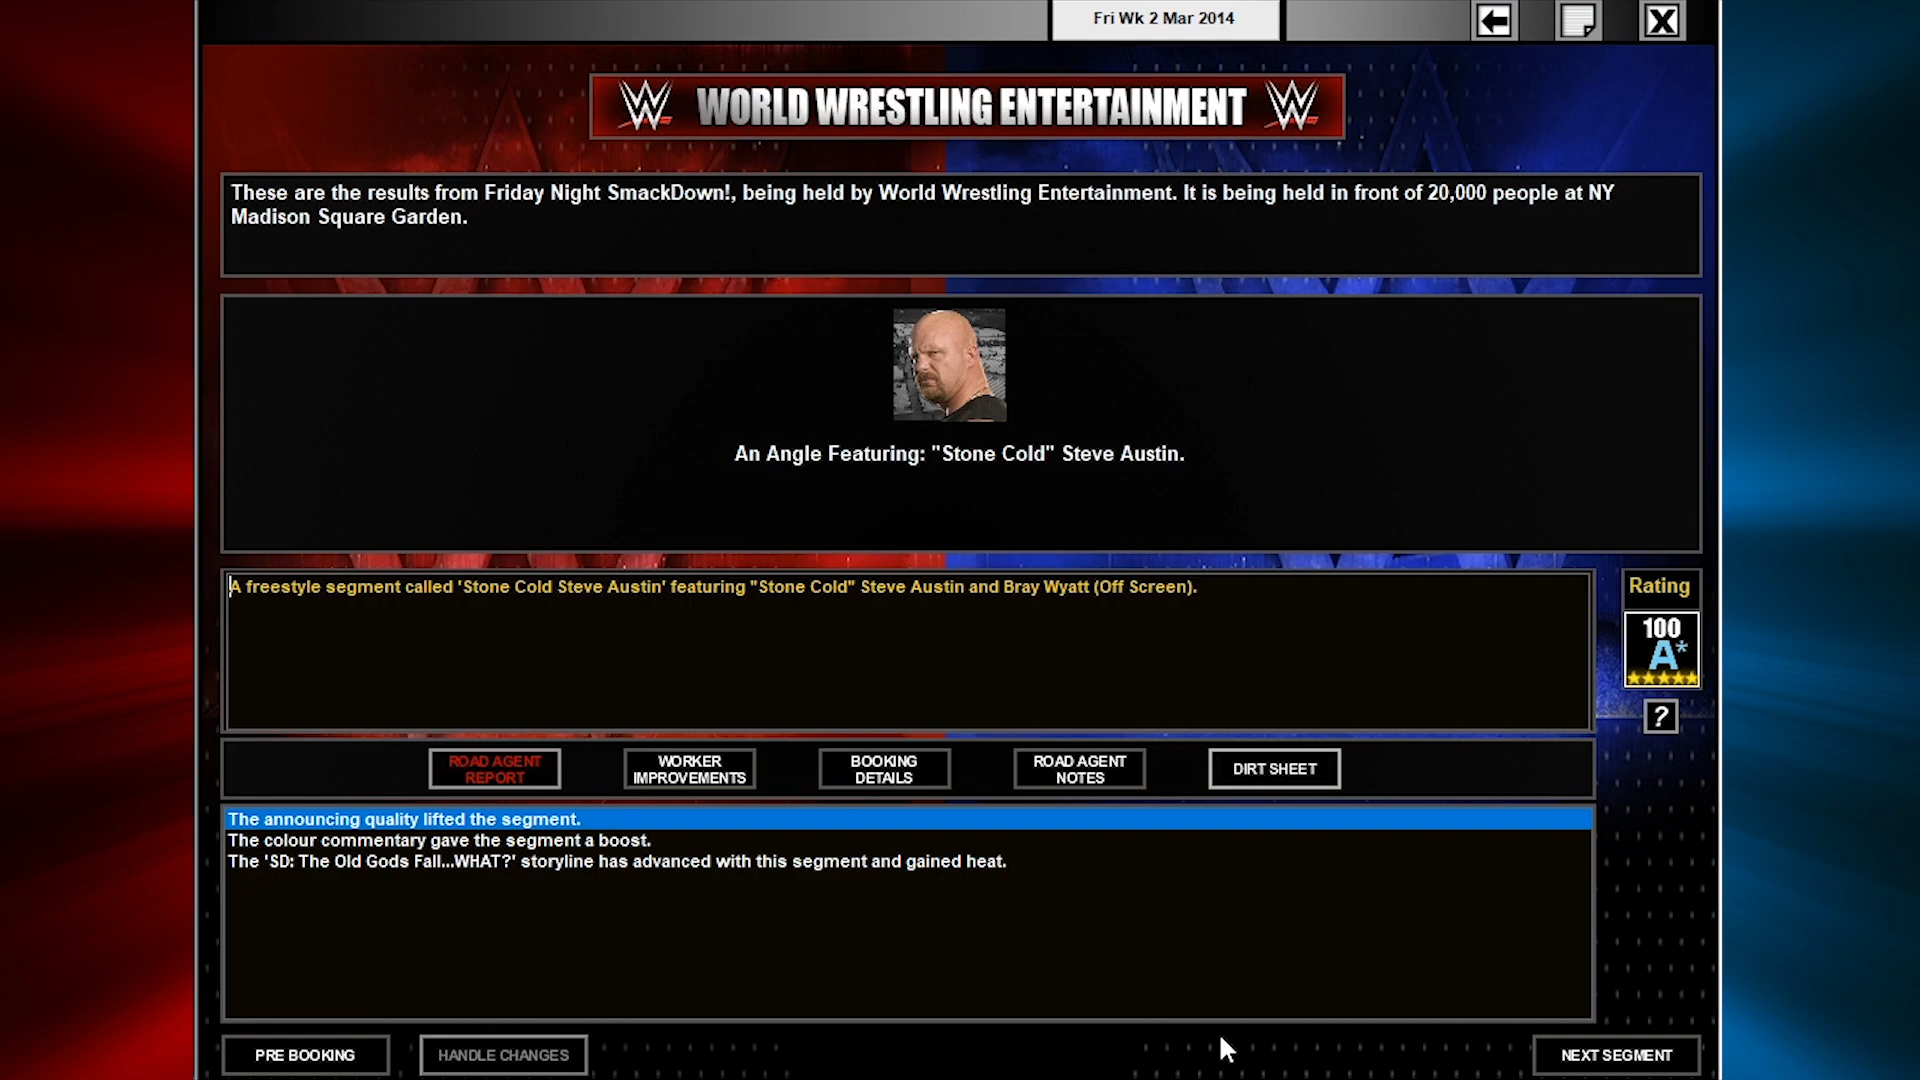 Fri Wk 2 Mar 2014
WORLD WRESTLING ENTERTAINMENT
These are the results from Friday Night SmackDown!, being held by World Wrestling Entertainment. It is being held in front of 20,000 people at NY
Madison Square Garden.
An Angle Featuring: "Stone Cold" Steve Austin.
A freestyle segment called 'Stone Cold Steve Austin' featuring "Stone Cold" Steve Austin and Bray Wyatt (Off Screen).
Rating
100
A*
?
ROAD AGENT
REPORT
WORKER
IMPROVEMENTS
BOOKING
DETAILS
ROAD AGENT
NOTES
DIRT SHEET
The announcing quality lifted the segment.
The colour commentary gave the segment a boost.
The 'SD: The Old Gods Fall...WHAT?' storyline has advanced with this segment and gained heat.
PRE BOOKING
HANDLE CHANGES
NEXT SEGMENT